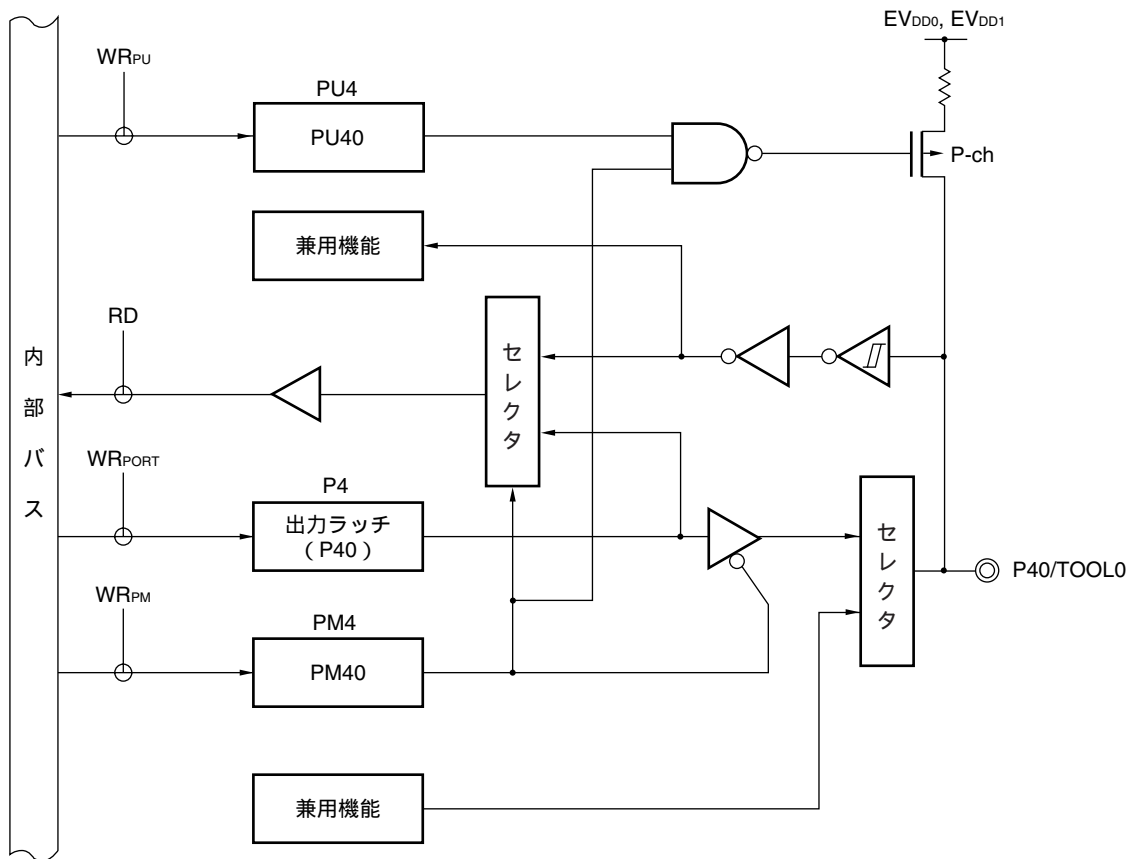 EVDD0, EVDD1
WRPU
PU4
PU40
P-ch
兼用機能
RD
セレクタ
内部バス
WRPORT
P4
出力ラッチ
(P40)
セレクタ
P40/TOOL0
WRPM
PM4
PM40
兼用機能